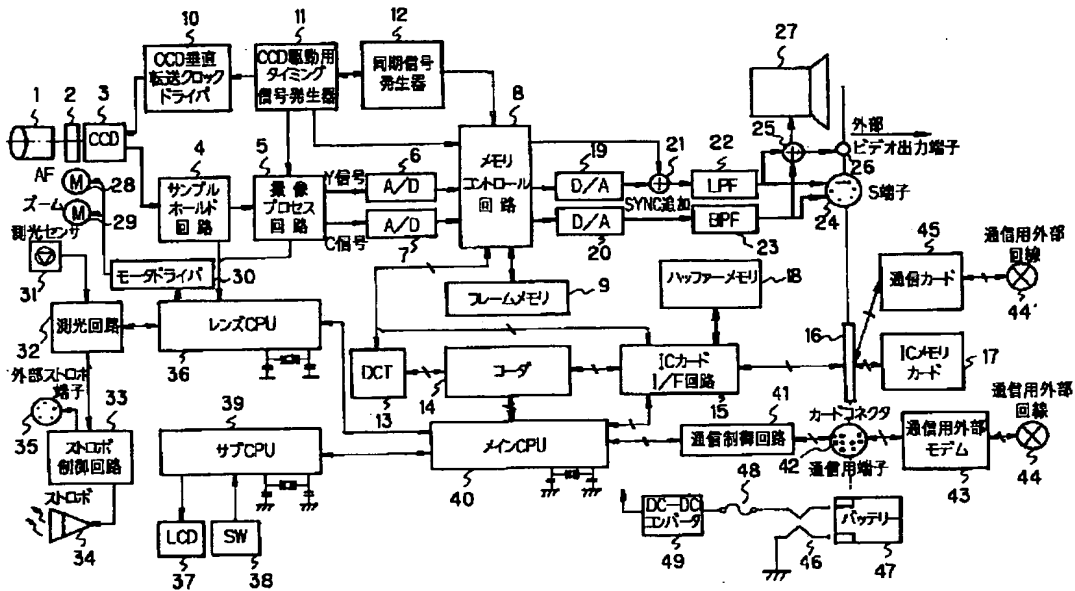 10
11
12
27
CCD垂直
転送クロック
ドライバ
CCD駆動用
タイミング
信号発生器
同期信号
発生器
8
1
2
3
CCD
4
5
6
19
21
22
25
外部
ビデオ出力端子
26
AF
M
28
ズーム
M
29
サンプル
ホールド
回路
撮像
プロセス
回路
Y信号
A/D
C信号
A/D
7
メモリ
コントロール
回路
D/A
SYNC追加
D/A
20
LPF
BPF
23
S端子
24
測光センサ
31
モータドライバ
30
フレームメモリ
9
ハッファーメモリ
18
45
通信カード
通信用外部
回線
44'
32
測光回路
レンズCPU
36
DCT
13
コーダ
14
ICカード
I/F回路
15
16
ICメモリ
カード
17
外部ストロボ
端子
35
33
ストロボ
制御回路
39
サブCPU
メインCPU
40
41
通信制御回路
カードコネクタ
42
通信用端子
通信用外部
モデム
43
通信用外部
回線
44
ストロボ
34
LCD
37
SW
38
48
DC-DC
コンバータ
49
46
バッテリ
47